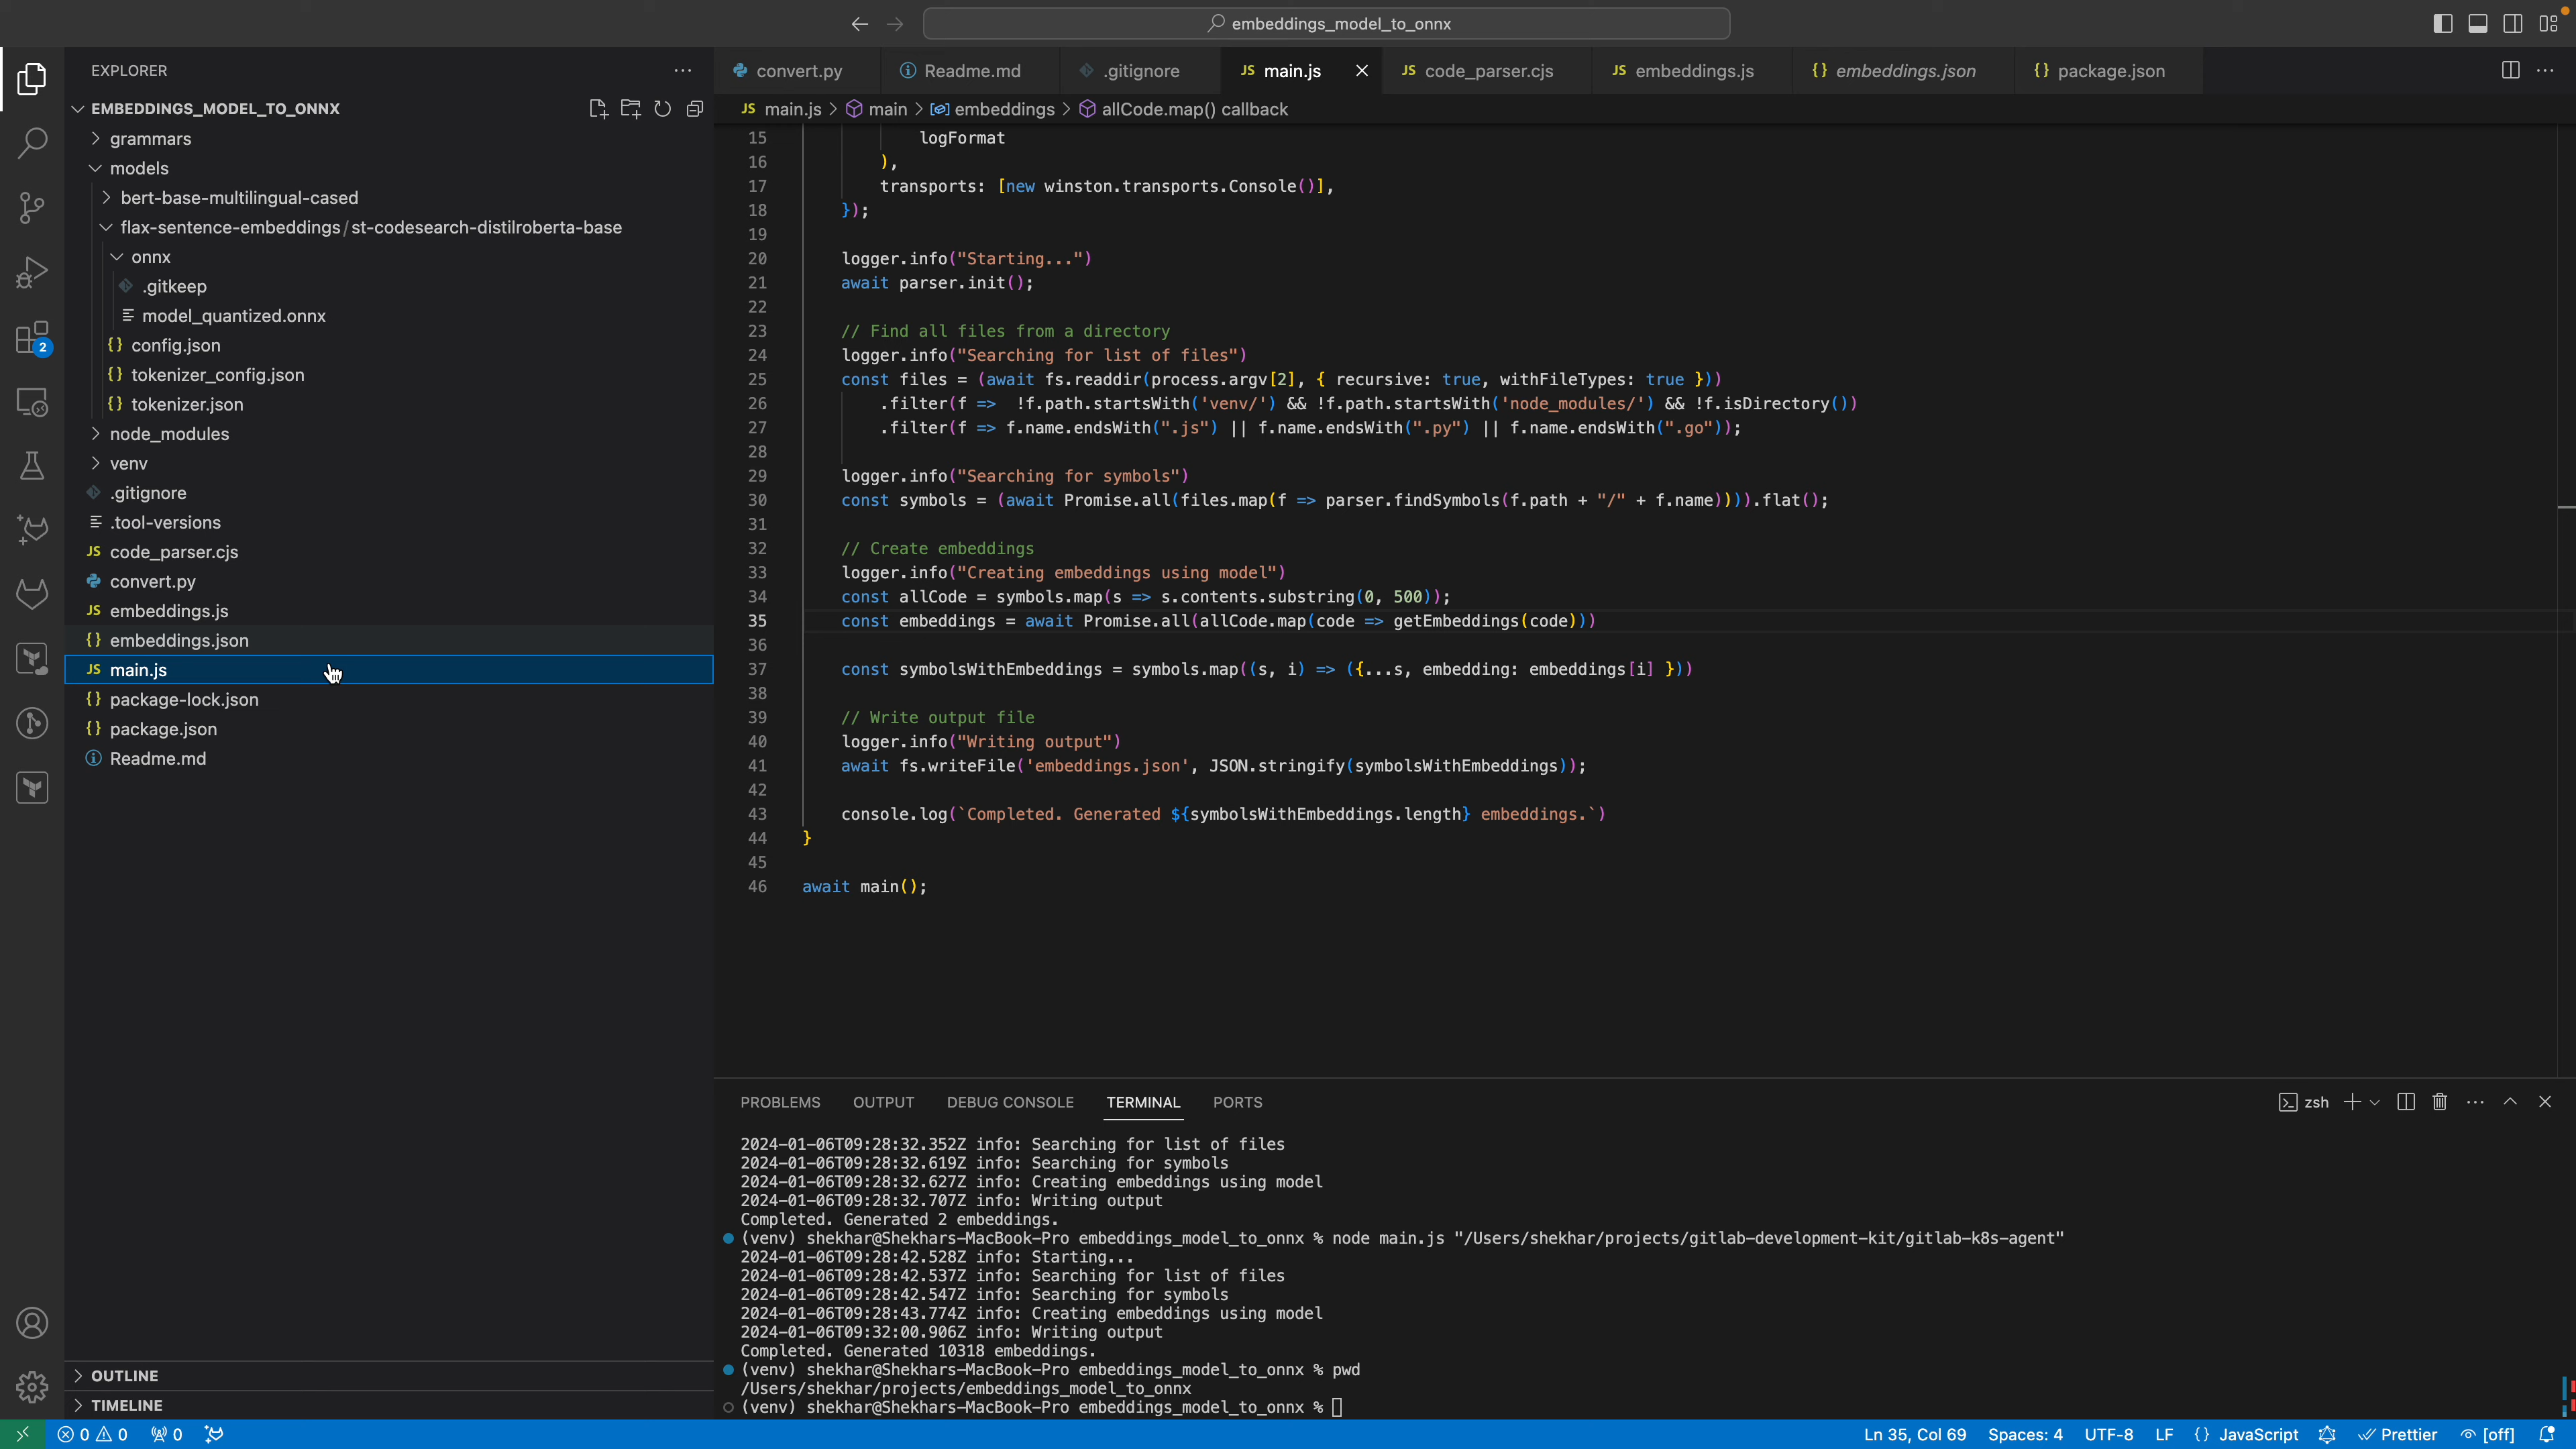 embeddings_model_to_onnx
EXPLORER
EMBEDDINGS_MODEL_TO_ONNX
grammars
models
bert-base-multilingual-cased
flax-sentence-embeddings/st-codesearch-distilroberta-base
onnx
.gitkeep
model_quantized.onnx
config.json
tokenizer_config.json
tokenizer.json
node_modules
venv
.gitignore
.tool-versions
JS code_parser.cjs
convert.py
JS embeddings.js
{} embeddings.json
JS main.js
{} package-lock.json
{} package.json
Readme.md
2
OUTLINE
TIMELINE
convert.py Readme.md .gitignore JS main.js JS code_parser.cjs JS embeddings.js {} embeddings.json {} package.json
JS main.js > main > embeddings > allCode.map() callback
15 logFormat
16 ),
17 transports: [new winston.transports.Console()],
18 });
19
20 logger.info("Starting...")
21 await parser.init();
22
23 // Find all files from a directory
24 logger.info("Searching for list of files")
25 const files = (await fs.readdir(process.argv[2], { recursive: true, withFileTypes: true }))
26 .filter(f => !f.path.startsWith('venv/') && !f.path.startsWith('node_modules/') && !f.isDirectory())
27 .filter(f => f.name.endsWith(".js") || f.name.endsWith(".py") || f.name.endsWith(".go"));
28
29 logger.info("Searching for symbols")
30 const symbols = (await Promise.all(files.map(f => parser.findSymbols(f.path + "/" + f.name)))).flat();
31
32 // Create embeddings
33 logger.info("Creating embeddings using model")
34 const allCode = symbols.map(s => s.contents.substring(0, 500));
35 const embeddings = await Promise.all(allCode.map(code => getEmbeddings(code)))
36
37 const symbolsWithEmbeddings = symbols.map((s, i) => ({...s, embedding: embeddings[i] }))
38
39 // Write output file
40 logger.info("Writing output")
41 await fs.writeFile('embeddings.json', JSON.stringify(symbolsWithEmbeddings));
42
43 console.log(`Completed. Generated ${symbolsWithEmbeddings.length} embeddings.`)
44 }
45
46 await main();
PROBLEMS OUTPUT DEBUG CONSOLE TERMINAL PORTS zsh
2024-01-06T09:28:32.352Z info: Searching for list of files
2024-01-06T09:28:32.619Z info: Searching for symbols
2024-01-06T09:28:32.627Z info: Creating embeddings using model
2024-01-06T09:28:32.707Z info: Writing output
Completed. Generated 2 embeddings.
(venv) shekhar@Shekhars-MacBook-Pro embeddings_model_to_onnx % node main.js "/Users/shekhar/projects/gitlab-development-kit/gitlab-k8s-agent"
2024-01-06T09:28:42.528Z info: Starting...
2024-01-06T09:28:42.537Z info: Searching for list of files
2024-01-06T09:28:42.547Z info: Searching for symbols
2024-01-06T09:28:43.774Z info: Creating embeddings using model
2024-01-06T09:32:00.906Z info: Writing output
Completed. Generated 10318 embeddings.
(venv) shekhar@Shekhars-MacBook-Pro embeddings_model_to_onnx % pwd
/Users/shekhar/projects/embeddings_model_to_onnx
(venv) shekhar@Shekhars-MacBook-Pro embeddings_model_to_onnx %
0 0 0 Ln 35, Col 69 Spaces: 4 UTF-8 LF {} JavaScript Prettier [off]